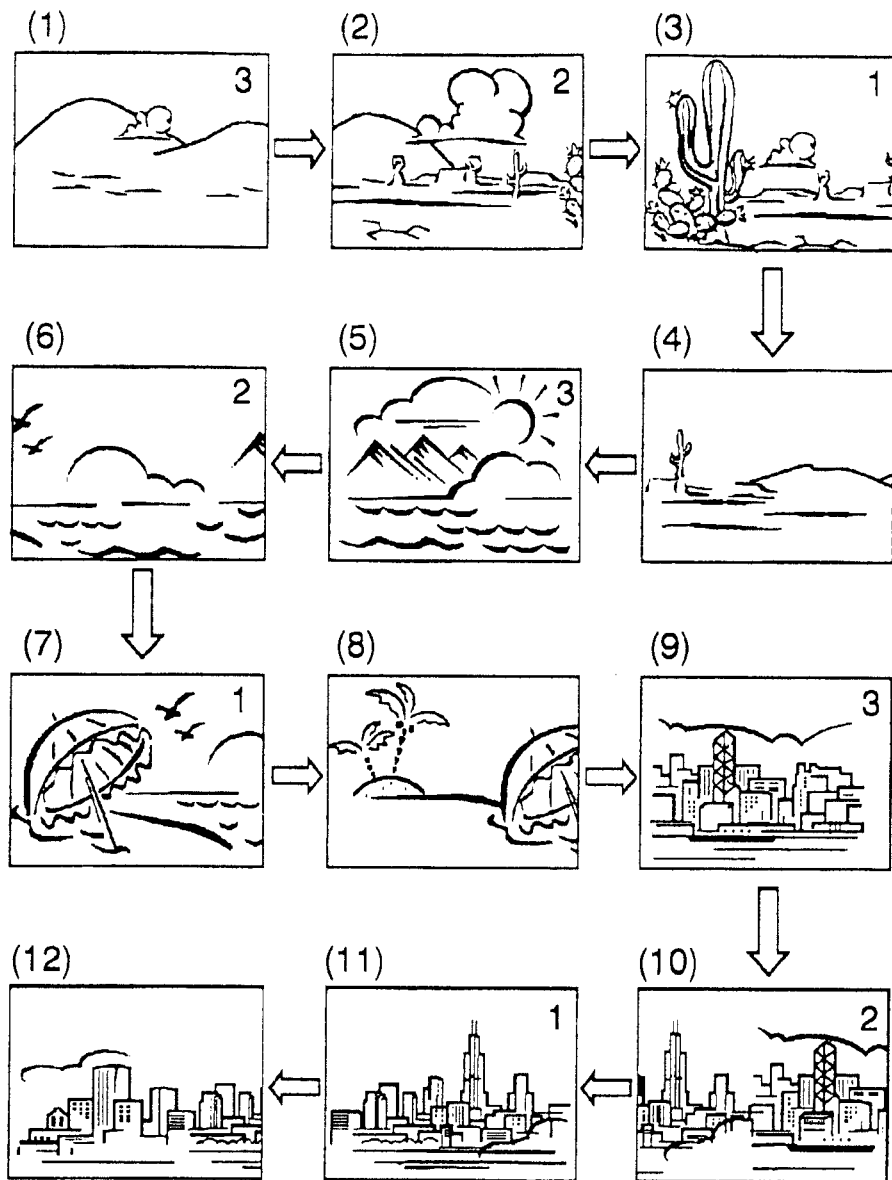 (1) (2) (3)
3 2 1
(6) (5) (4)
2 3
(7) (8) (9)
1 3
(12) (11) (10)
1 2